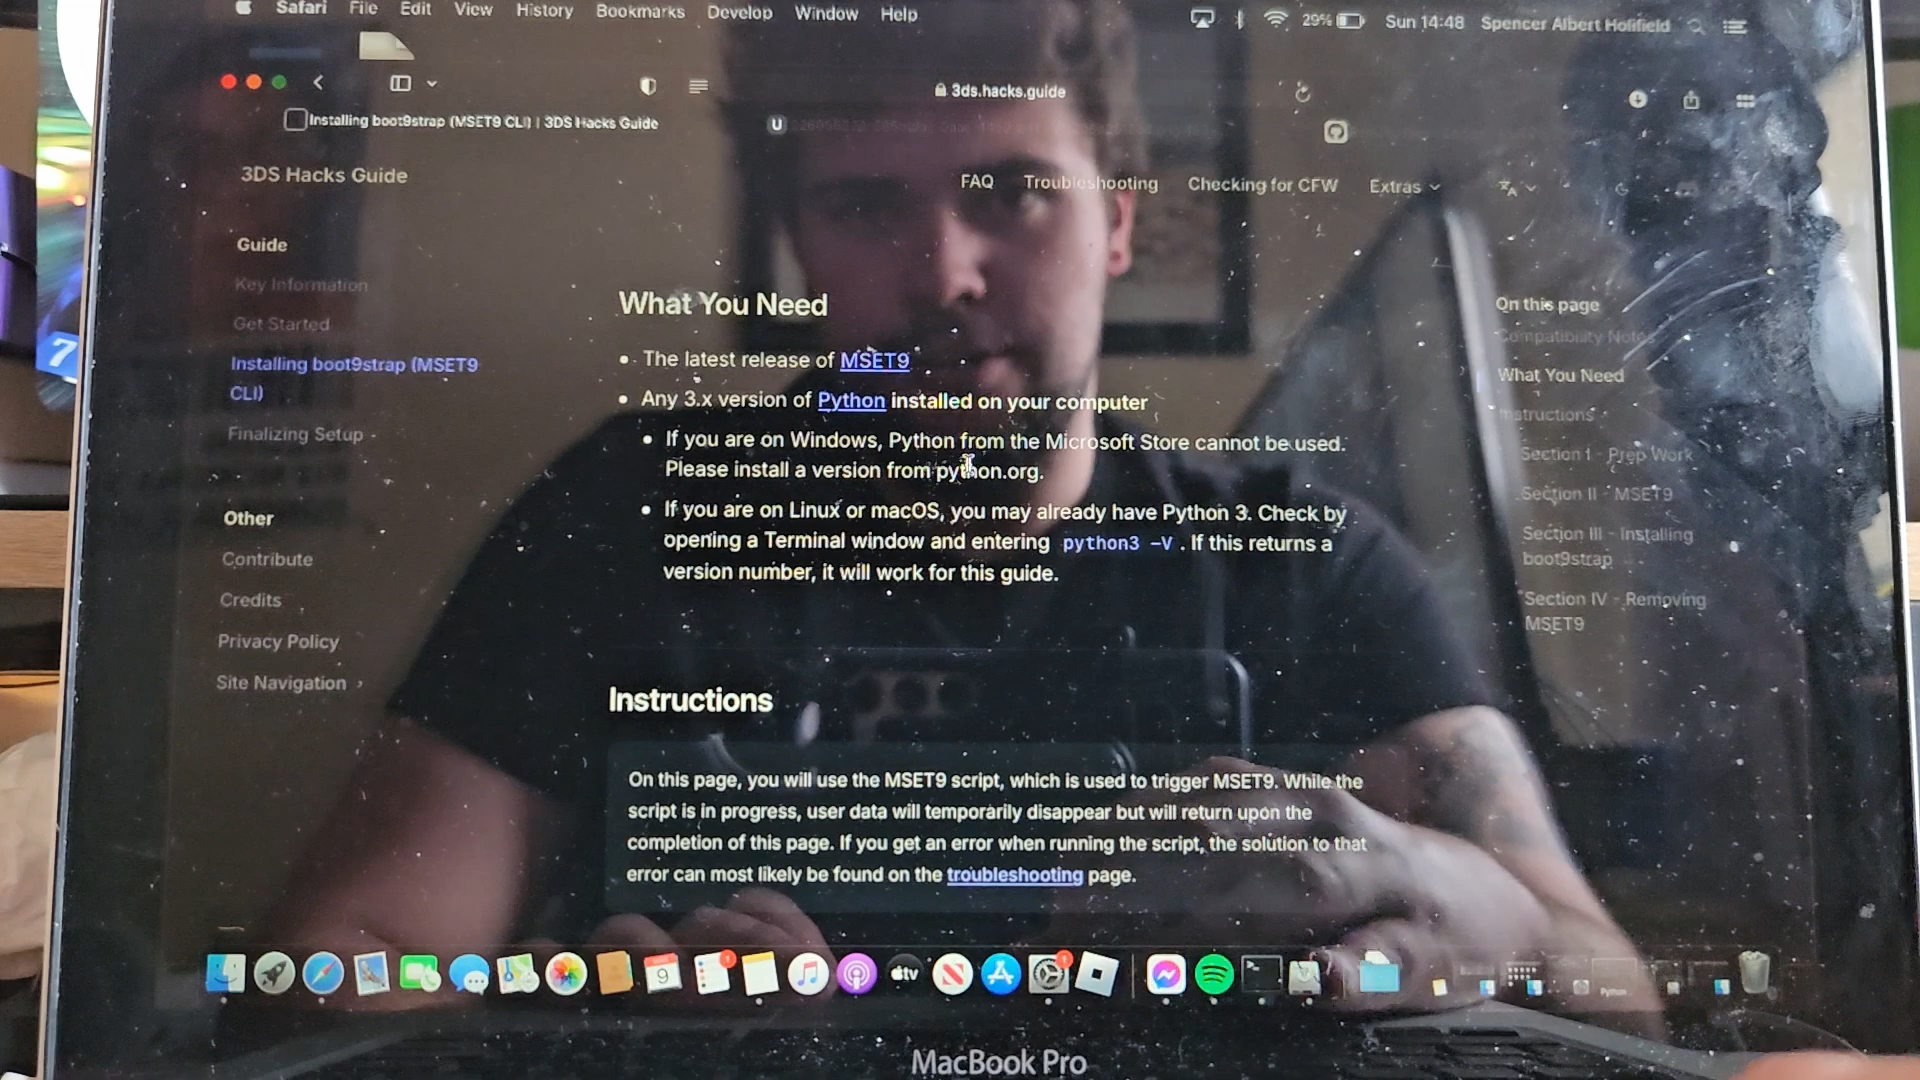 Safari File Edit View History Bookmarks Develop Window Help
29% Sun 14:48 Spencer Albert Holifield
3ds.hacks.guide
Installing boot9strap (MSET9 CLI) | 3DS Hacks Guide
U
3DS Hacks Guide
FAQ Troubleshooting Checking for CFW Extras
Guide
Key Information
Get Started
Installing boot9strap (MSET9
CLI)
Finalizing Setup
Other
Contribute
Credits
Privacy Policy
Site Navigation ›
What You Need
• The latest release of MSET9
• Any 3.x version of Python installed on your computer
• If you are on Windows, Python from the Microsoft Store cannot be used.
Please install a version from python.org.
• If you are on Linux or macOS, you may already have Python 3. Check by
opening a Terminal window and entering python3 -V . If this returns a
version number, it will work for this guide.
Instructions
On this page, you will use the MSET9 script, which is used to trigger MSET9. While the
script is in progress, user data will temporarily disappear but will return upon the
completion of this page. If you get an error when running the script, the solution to that
error can most likely be found on the troubleshooting page.
On this page
Compatibility Notes
What You Need
Instructions
Section I - Prep Work
Section II - MSET9
Section III - Installing
boot9strap
Section IV - Removing
MSET9
7
9
1
tv
1
Python
MacBook Pro